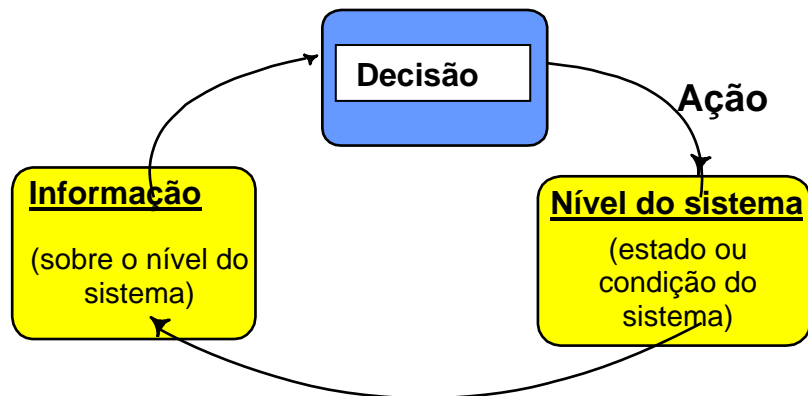 Decisão
Ação
Informação
(sobre o nível do
sistema)
Nível do sistema
(estado ou
condição do
sistema)